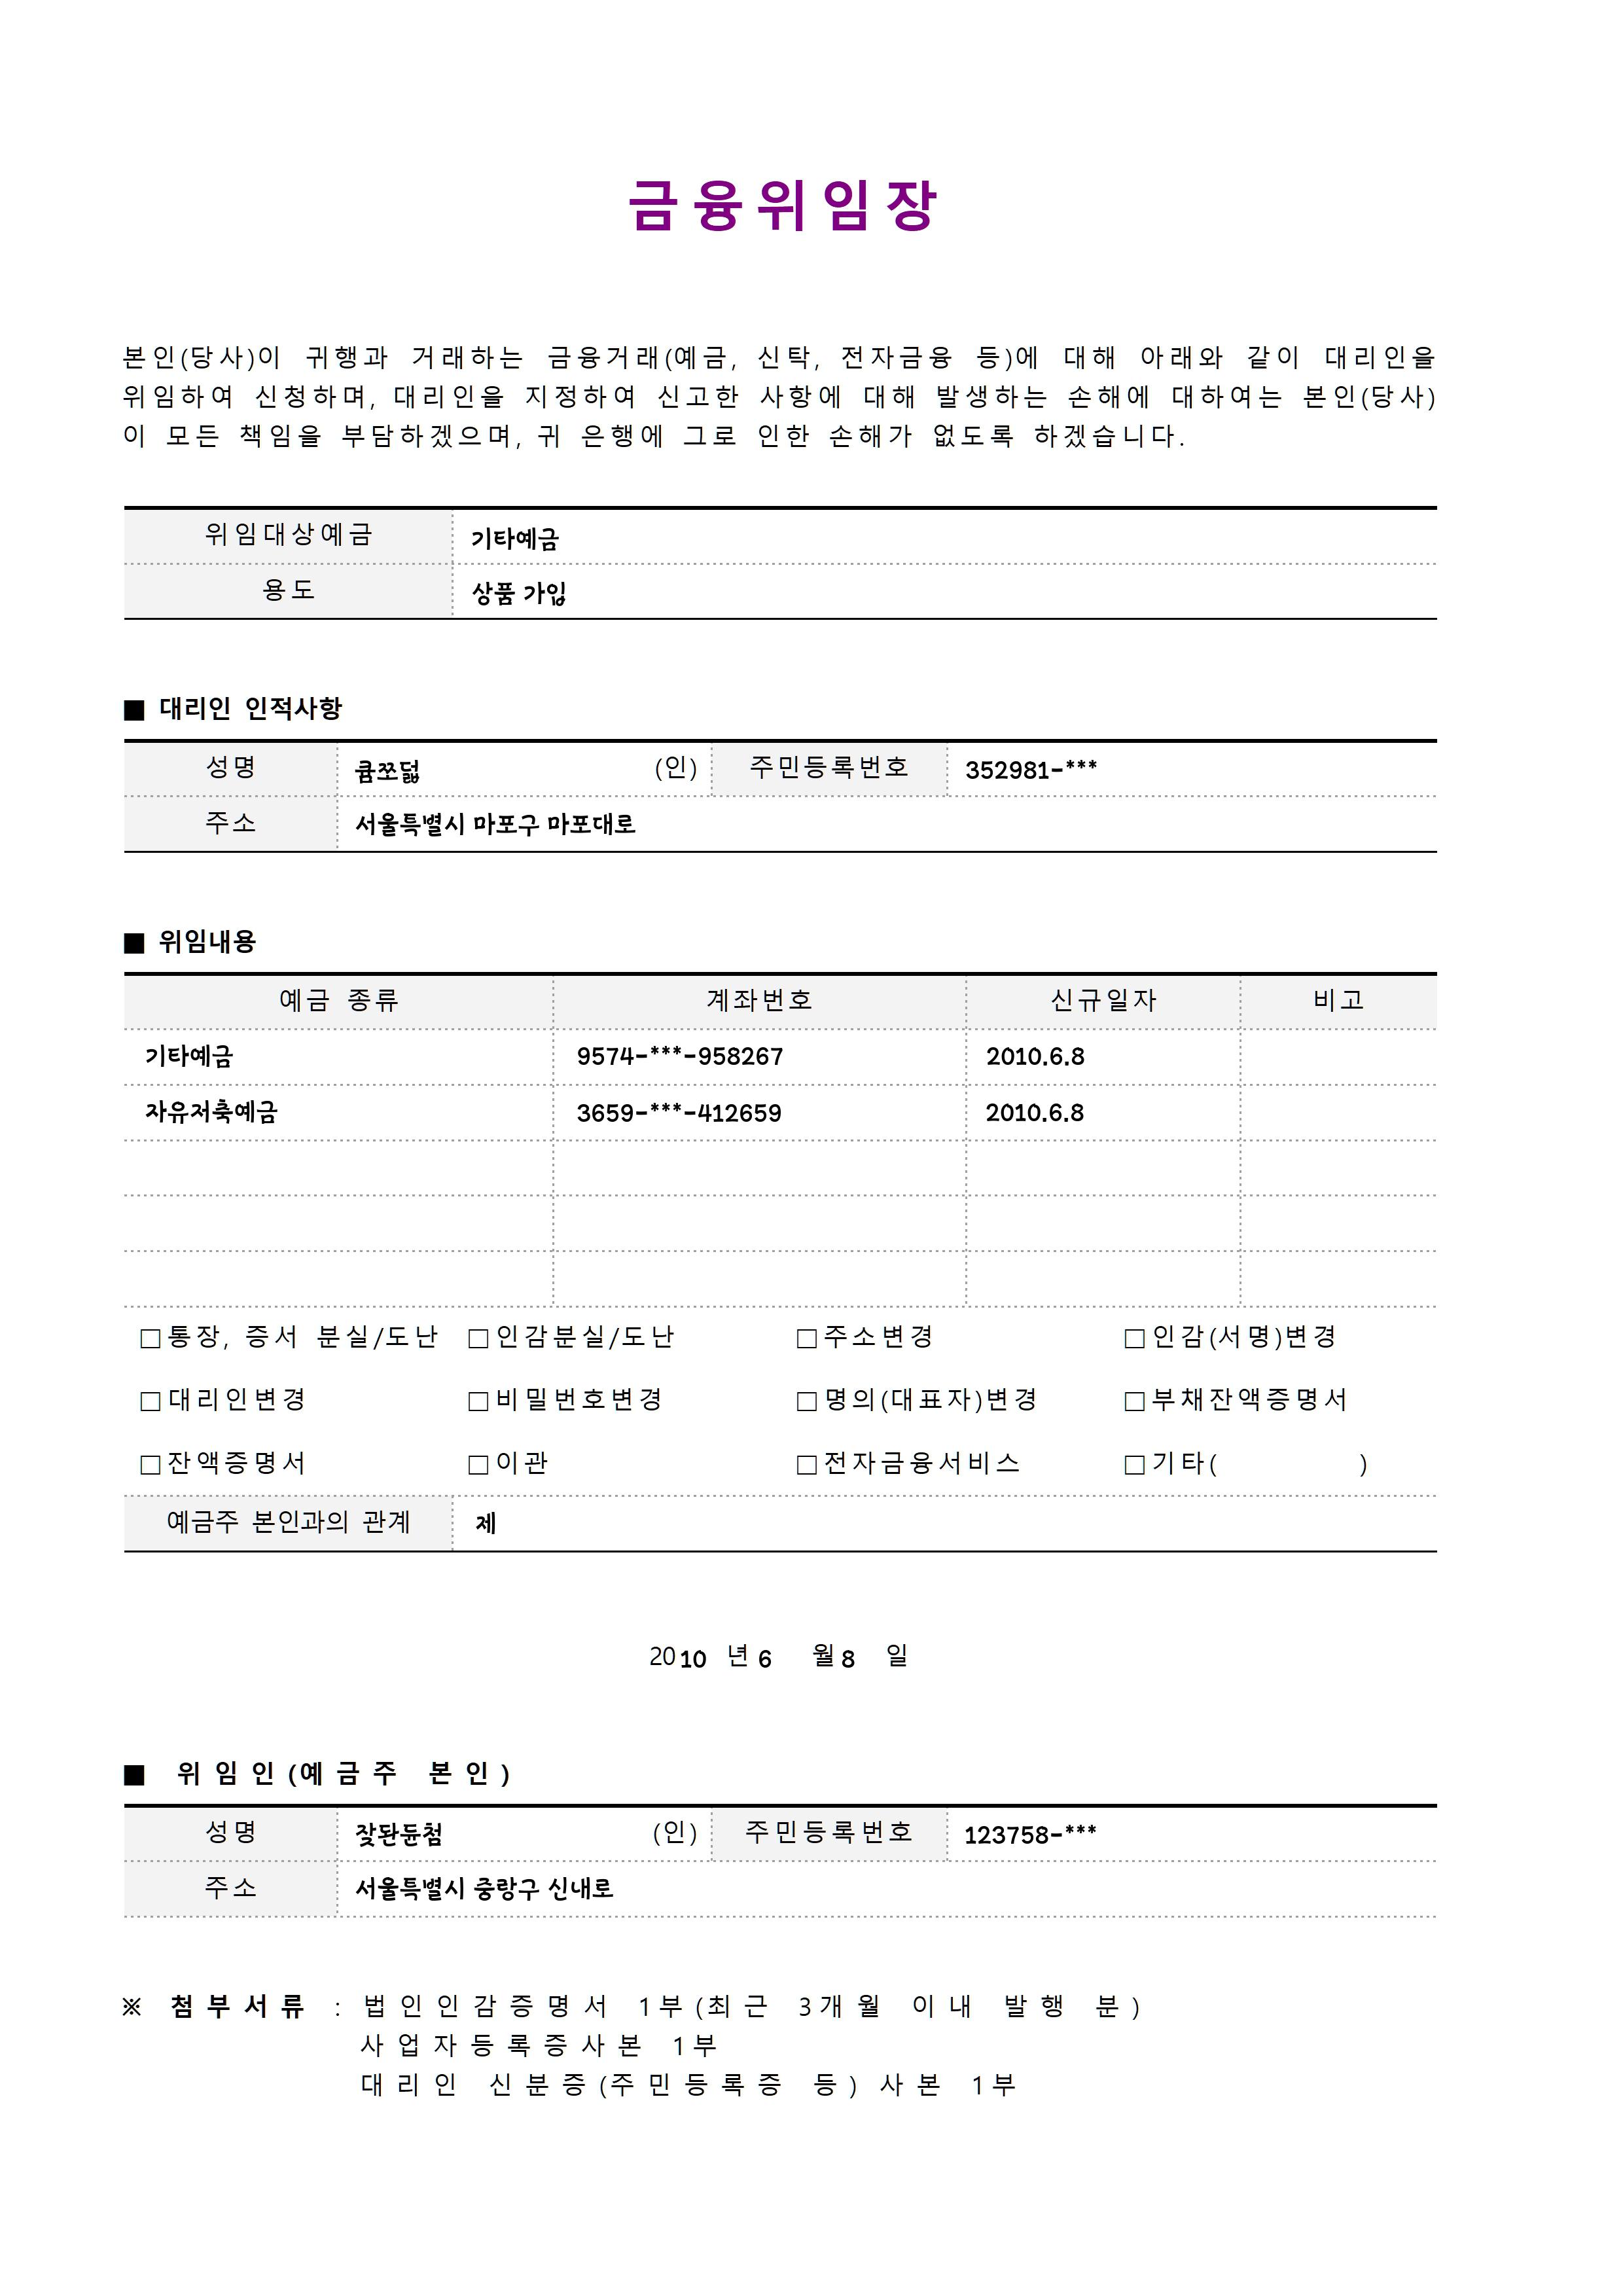 금융위임장
본인(당사)이 귀행과 거래하는 금융거래(예금, 신탁, 전자금융 등)에 대해 아래와 같이 대리인을
위임하여 신청하며, 대리인을 지정하여 신고한 사항에 대해 발생하는 손해에 대하여는 본인(당사)
이 모든 책임을 부담하겠으며, 귀 은행에 그로 인한 손해가 없도록 하겠습니다.
위임대상예금 기타예금
용도 상품 가입
■ 대리인 인적사항
성명 큠쪼덟 (인) 주민등록번호 352981-***
주소 서울특별시 마포구 마포대로
■ 위임내용
예금 종류 계좌번호 신규일자 비고
기타예금 9574-***-958267 2010.6.8
자유저축예금 3659-***-412659 2010.6.8
□통장, 증서 분실/도난 □인감분실/도난 □주소변경 □인감(서명)변경
□대리인변경 □비밀번호변경 □명의(대표자)변경 □부채잔액증명서
□잔액증명서 □이관 □전자금융서비스 □기타( )
예금주 본인과의 관계 제
2010 년 6 월 8 일
■ 위임인(예금주 본인)
성명 잦돤듄첨 (인) 주민등록번호 123758-***
주소 서울특별시 중랑구 신내로
※ 첨부서류 : 법인인감증명서 1부(최근 3개월 이내 발행 분)
사업자등록증사본 1부
대리인 신분증(주민등록증 등) 사본 1부